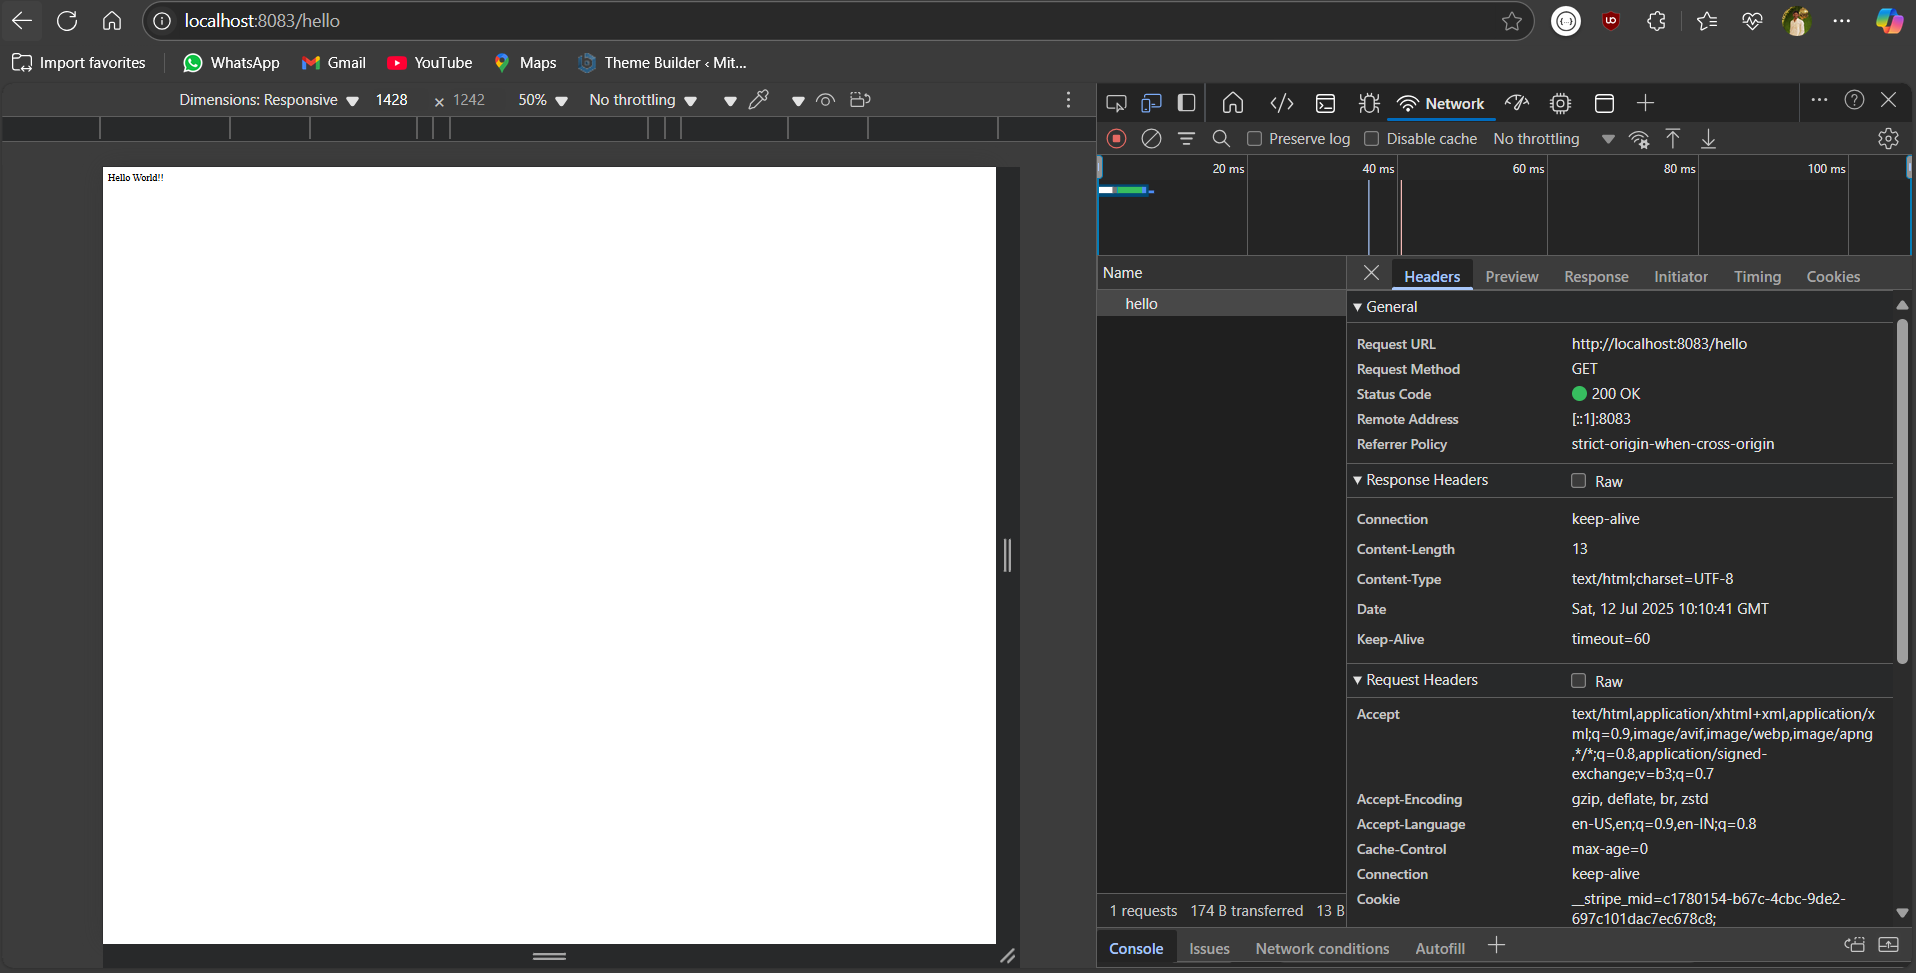 localhost:8083/hello
Import favorites
WhatsApp
Gmail
YouTube
Maps
Theme Builder ‹ Mit...
Dimensions: Responsive
1428
×
1242
50%
No throttling
Hello World!!
Network
Preserve log
Disable cache
No throttling
20 ms
40 ms
60 ms
80 ms
100 ms
Name
hello
Headers
Preview
Response
Initiator
Timing
Cookies
General
Request URL http://localhost:8083/hello
Request Method GET
Status Code 200 OK
Remote Address [::1]:8083
Referrer Policy strict-origin-when-cross-origin
Response Headers Raw
Connection keep-alive
Content-Length 13
Content-Type text/html;charset=UTF-8
Date Sat, 12 Jul 2025 10:10:41 GMT
Keep-Alive timeout=60
Request Headers Raw
Accept text/html,application/xhtml+xml,application/x
ml;q=0.9,image/avif,image/webp,image/apng
,*/*;q=0.8,application/signed-
exchange;v=b3;q=0.7
Accept-Encoding gzip, deflate, br, zstd
Accept-Language en-US,en;q=0.9,en-IN;q=0.8
Cache-Control max-age=0
Connection keep-alive
Cookie __stripe_mid=c1780154-b67c-4cbc-9de2-
697c101dac7ec678c8;
1 requests 174 B transferred 13 B
Console
Issues
Network conditions
Autofill